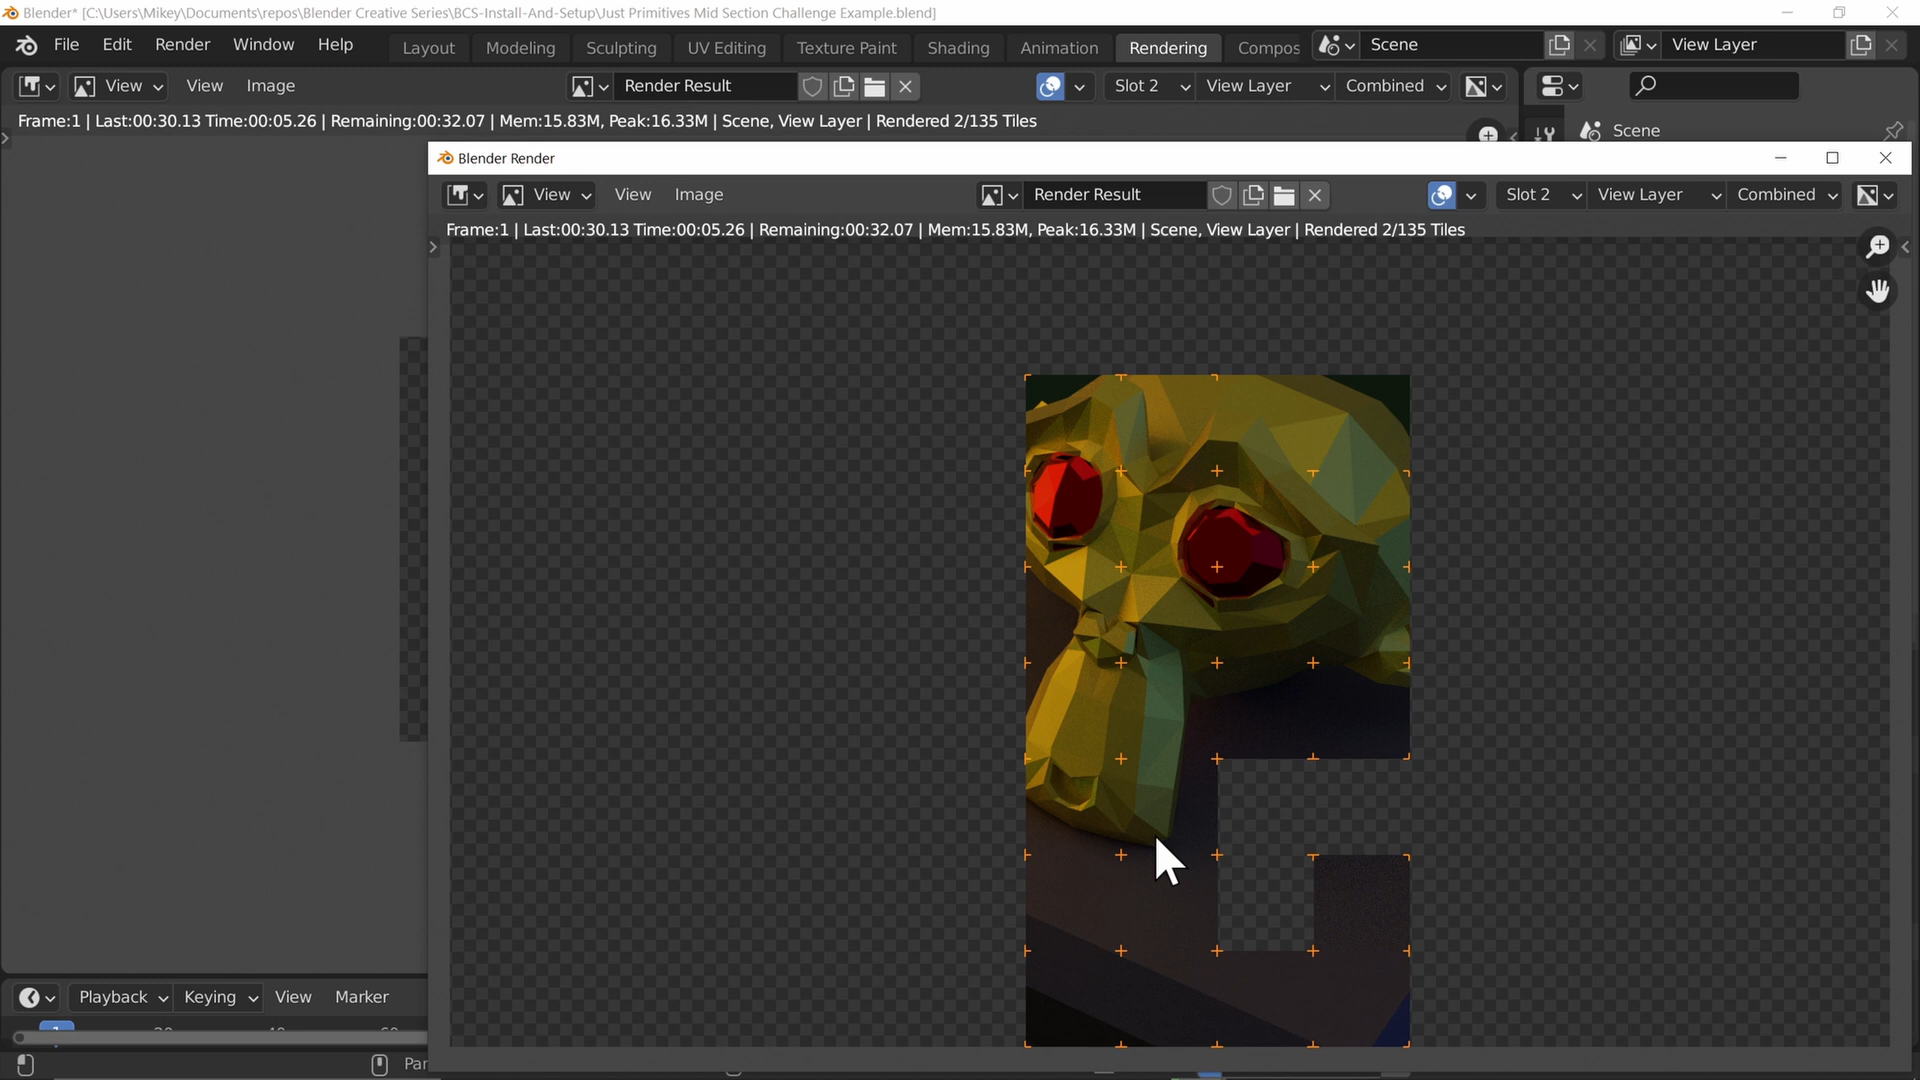 Blender* [C:\Users\Mikey\Documents\repos\Blender Creative Series\BCS-Install-And-Setup\Just Primitives Mid Section Challenge Example.blend]
File Edit Render Window Help Layout Modeling Sculpting UV Editing Texture Paint Shading Animation Rendering Compos Scene View Layer
View View Image Render Result Slot 2 View Layer Combined
Frame:1 | Last:00:30.13 Time:00:05.26 | Remaining:00:32.07 | Mem:15.83M, Peak:16.33M | Scene, View Layer | Rendered 2/135 Tiles
Scene
Blender Render
View View Image Render Result Slot 2 View Layer Combined
Frame:1 | Last:00:30.13 Time:00:05.26 | Remaining:00:32.07 | Mem:15.83M, Peak:16.33M | Scene, View Layer | Rendered 2/135 Tiles
Playback Keying View Marker
Par